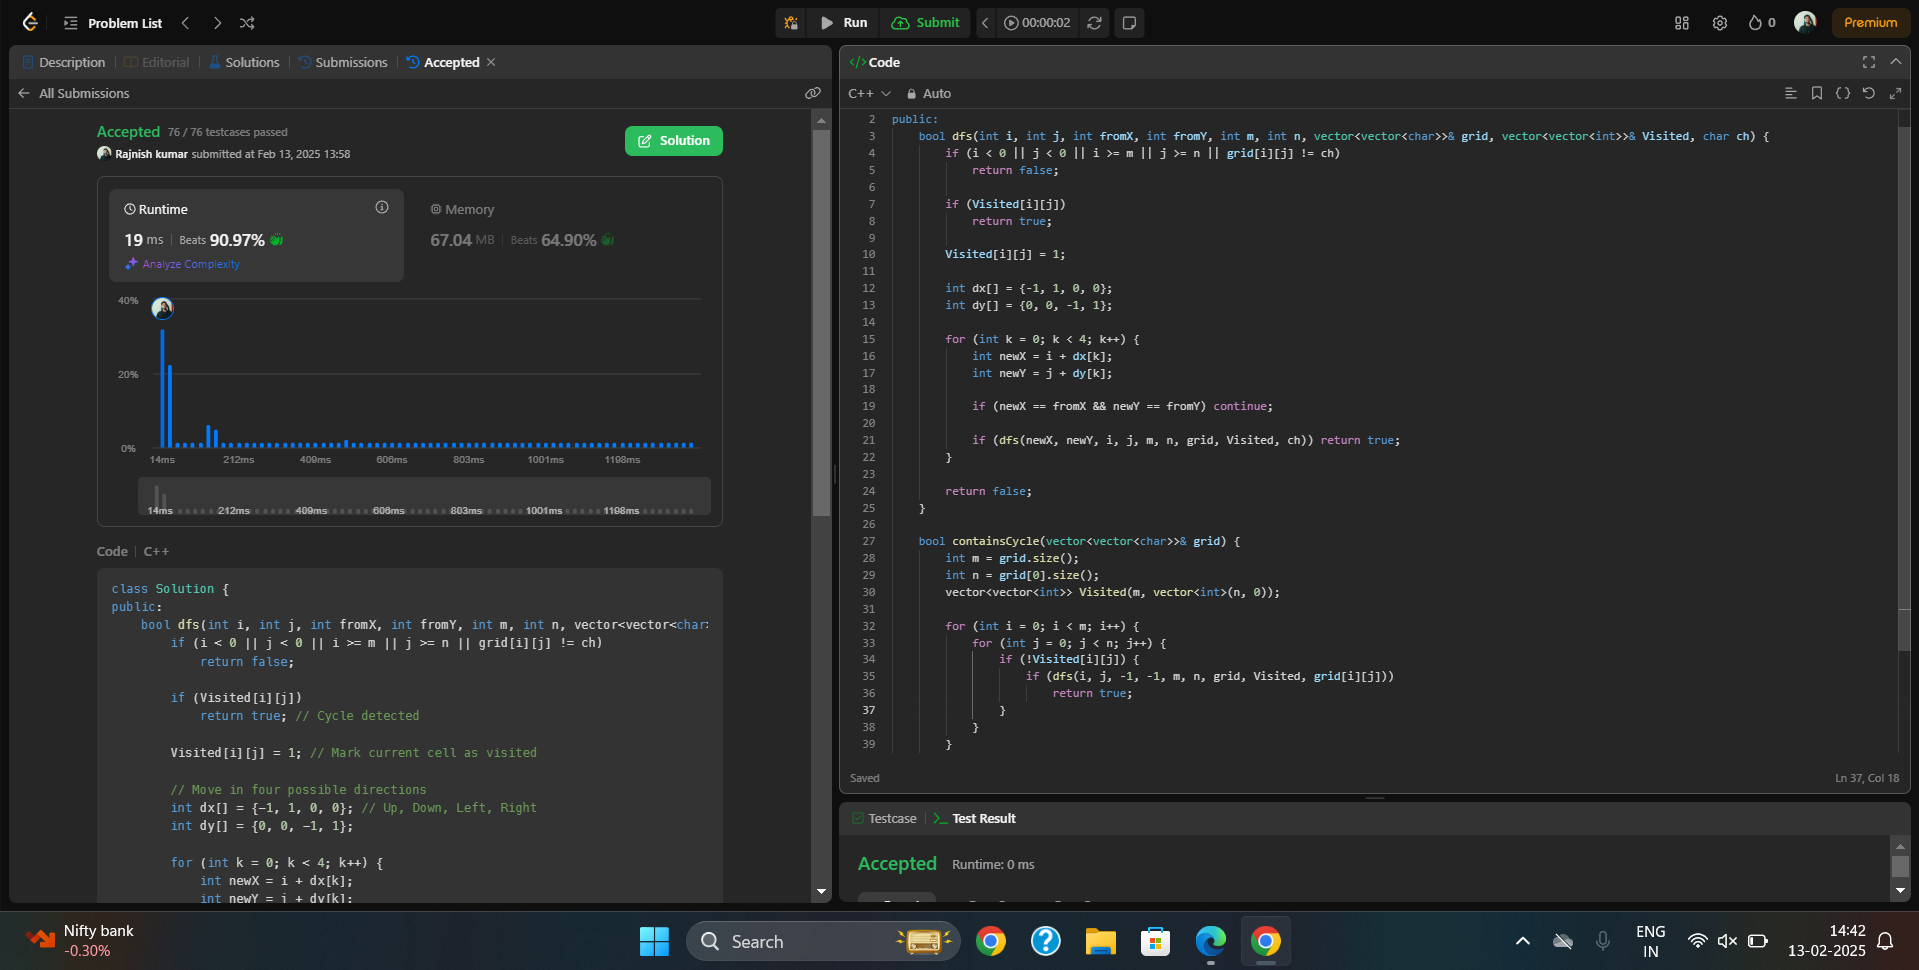 Problem List
Run
Submit
00:00:02
0
Premium
Description
Editorial
Solutions
Submissions
Accepted
All Submissions
Accepted 76 / 76 testcases passed
Rajnish kumar submitted at Feb 13, 2025 13:58
Solution
Runtime
19 ms | Beats 90.97%
Analyze Complexity
Memory
67.04 MB | Beats 64.90%
40%
20%
0%
14ms 212ms 409ms 606ms 803ms 1001ms 1198ms
14ms 212ms 409ms 606ms 803ms 1001ms 1198ms
Code | C++
class Solution {
public:
    bool dfs(int i, int j, int fromX, int fromY, int m, int n, vector<vector<char>
        if (i < 0 || j < 0 || i >= m || j >= n || grid[i][j] != ch)
            return false;
        if (Visited[i][j])
            return true; // Cycle detected
        Visited[i][j] = 1; // Mark current cell as visited
        // Move in four possible directions
        int dx[] = {-1, 1, 0, 0}; // Up, Down, Left, Right
        int dy[] = {0, 0, -1, 1};
        for (int k = 0; k < 4; k++) {
            int newX = i + dx[k];
            int newY = j + dy[k];
</> Code
C++ Auto
2 public:
3     bool dfs(int i, int j, int fromX, int fromY, int m, int n, vector<vector<char>>& grid, vector<vector<int>>& Visited, char ch) {
4         if (i < 0 || j < 0 || i >= m || j >= n || grid[i][j] != ch)
5             return false;
6
7         if (Visited[i][j])
8             return true;
9
10         Visited[i][j] = 1;
11
12         int dx[] = {-1, 1, 0, 0};
13         int dy[] = {0, 0, -1, 1};
14
15         for (int k = 0; k < 4; k++) {
16             int newX = i + dx[k];
17             int newY = j + dy[k];
18
19             if (newX == fromX && newY == fromY) continue;
20
21             if (dfs(newX, newY, i, j, m, n, grid, Visited, ch)) return true;
22         }
23
24         return false;
25     }
26
27     bool containsCycle(vector<vector<char>>& grid) {
28         int m = grid.size();
29         int n = grid[0].size();
30         vector<vector<int>> Visited(m, vector<int>(n, 0));
31
32         for (int i = 0; i < m; i++) {
33             for (int j = 0; j < n; j++) {
34                 if (!Visited[i][j]) {
35                     if (dfs(i, j, -1, -1, m, n, grid, Visited, grid[i][j]))
36                         return true;
37                 }
38             }
39         }
Saved
Ln 37, Col 18
Testcase
>_ Test Result
Accepted Runtime: 0 ms
Nifty bank
-0.30%
Search
ENG
IN
14:42
13-02-2025